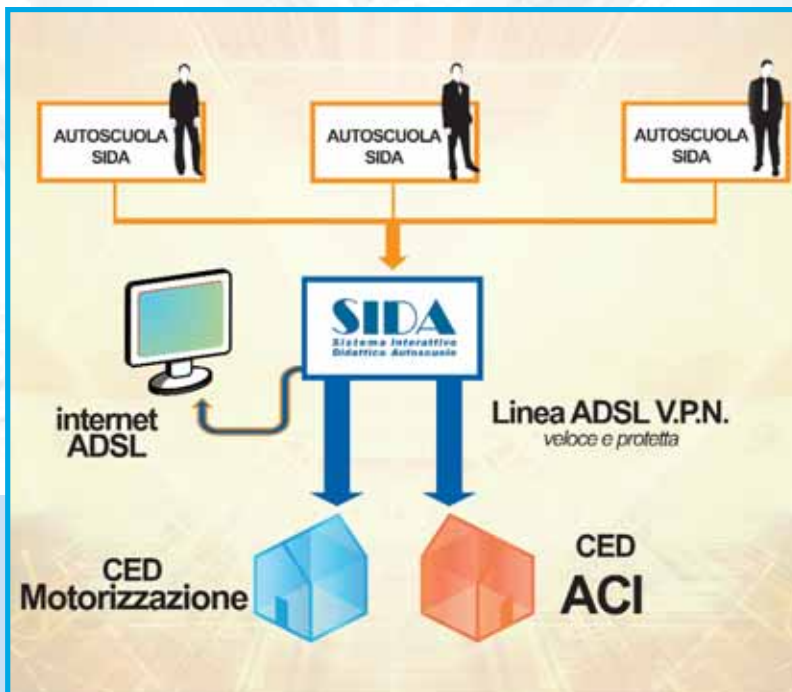 AUTOSCUOLA
SIDA
AUTOSCUOLA
SIDA
AUTOSCUOLA
SIDA
SIDA
Sistema Interattivo
Didattica Autoscuole
internet
ADSL
Linea ADSL V.P.N.
veloce e protetta
CED
Motorizzazione
CED
ACI